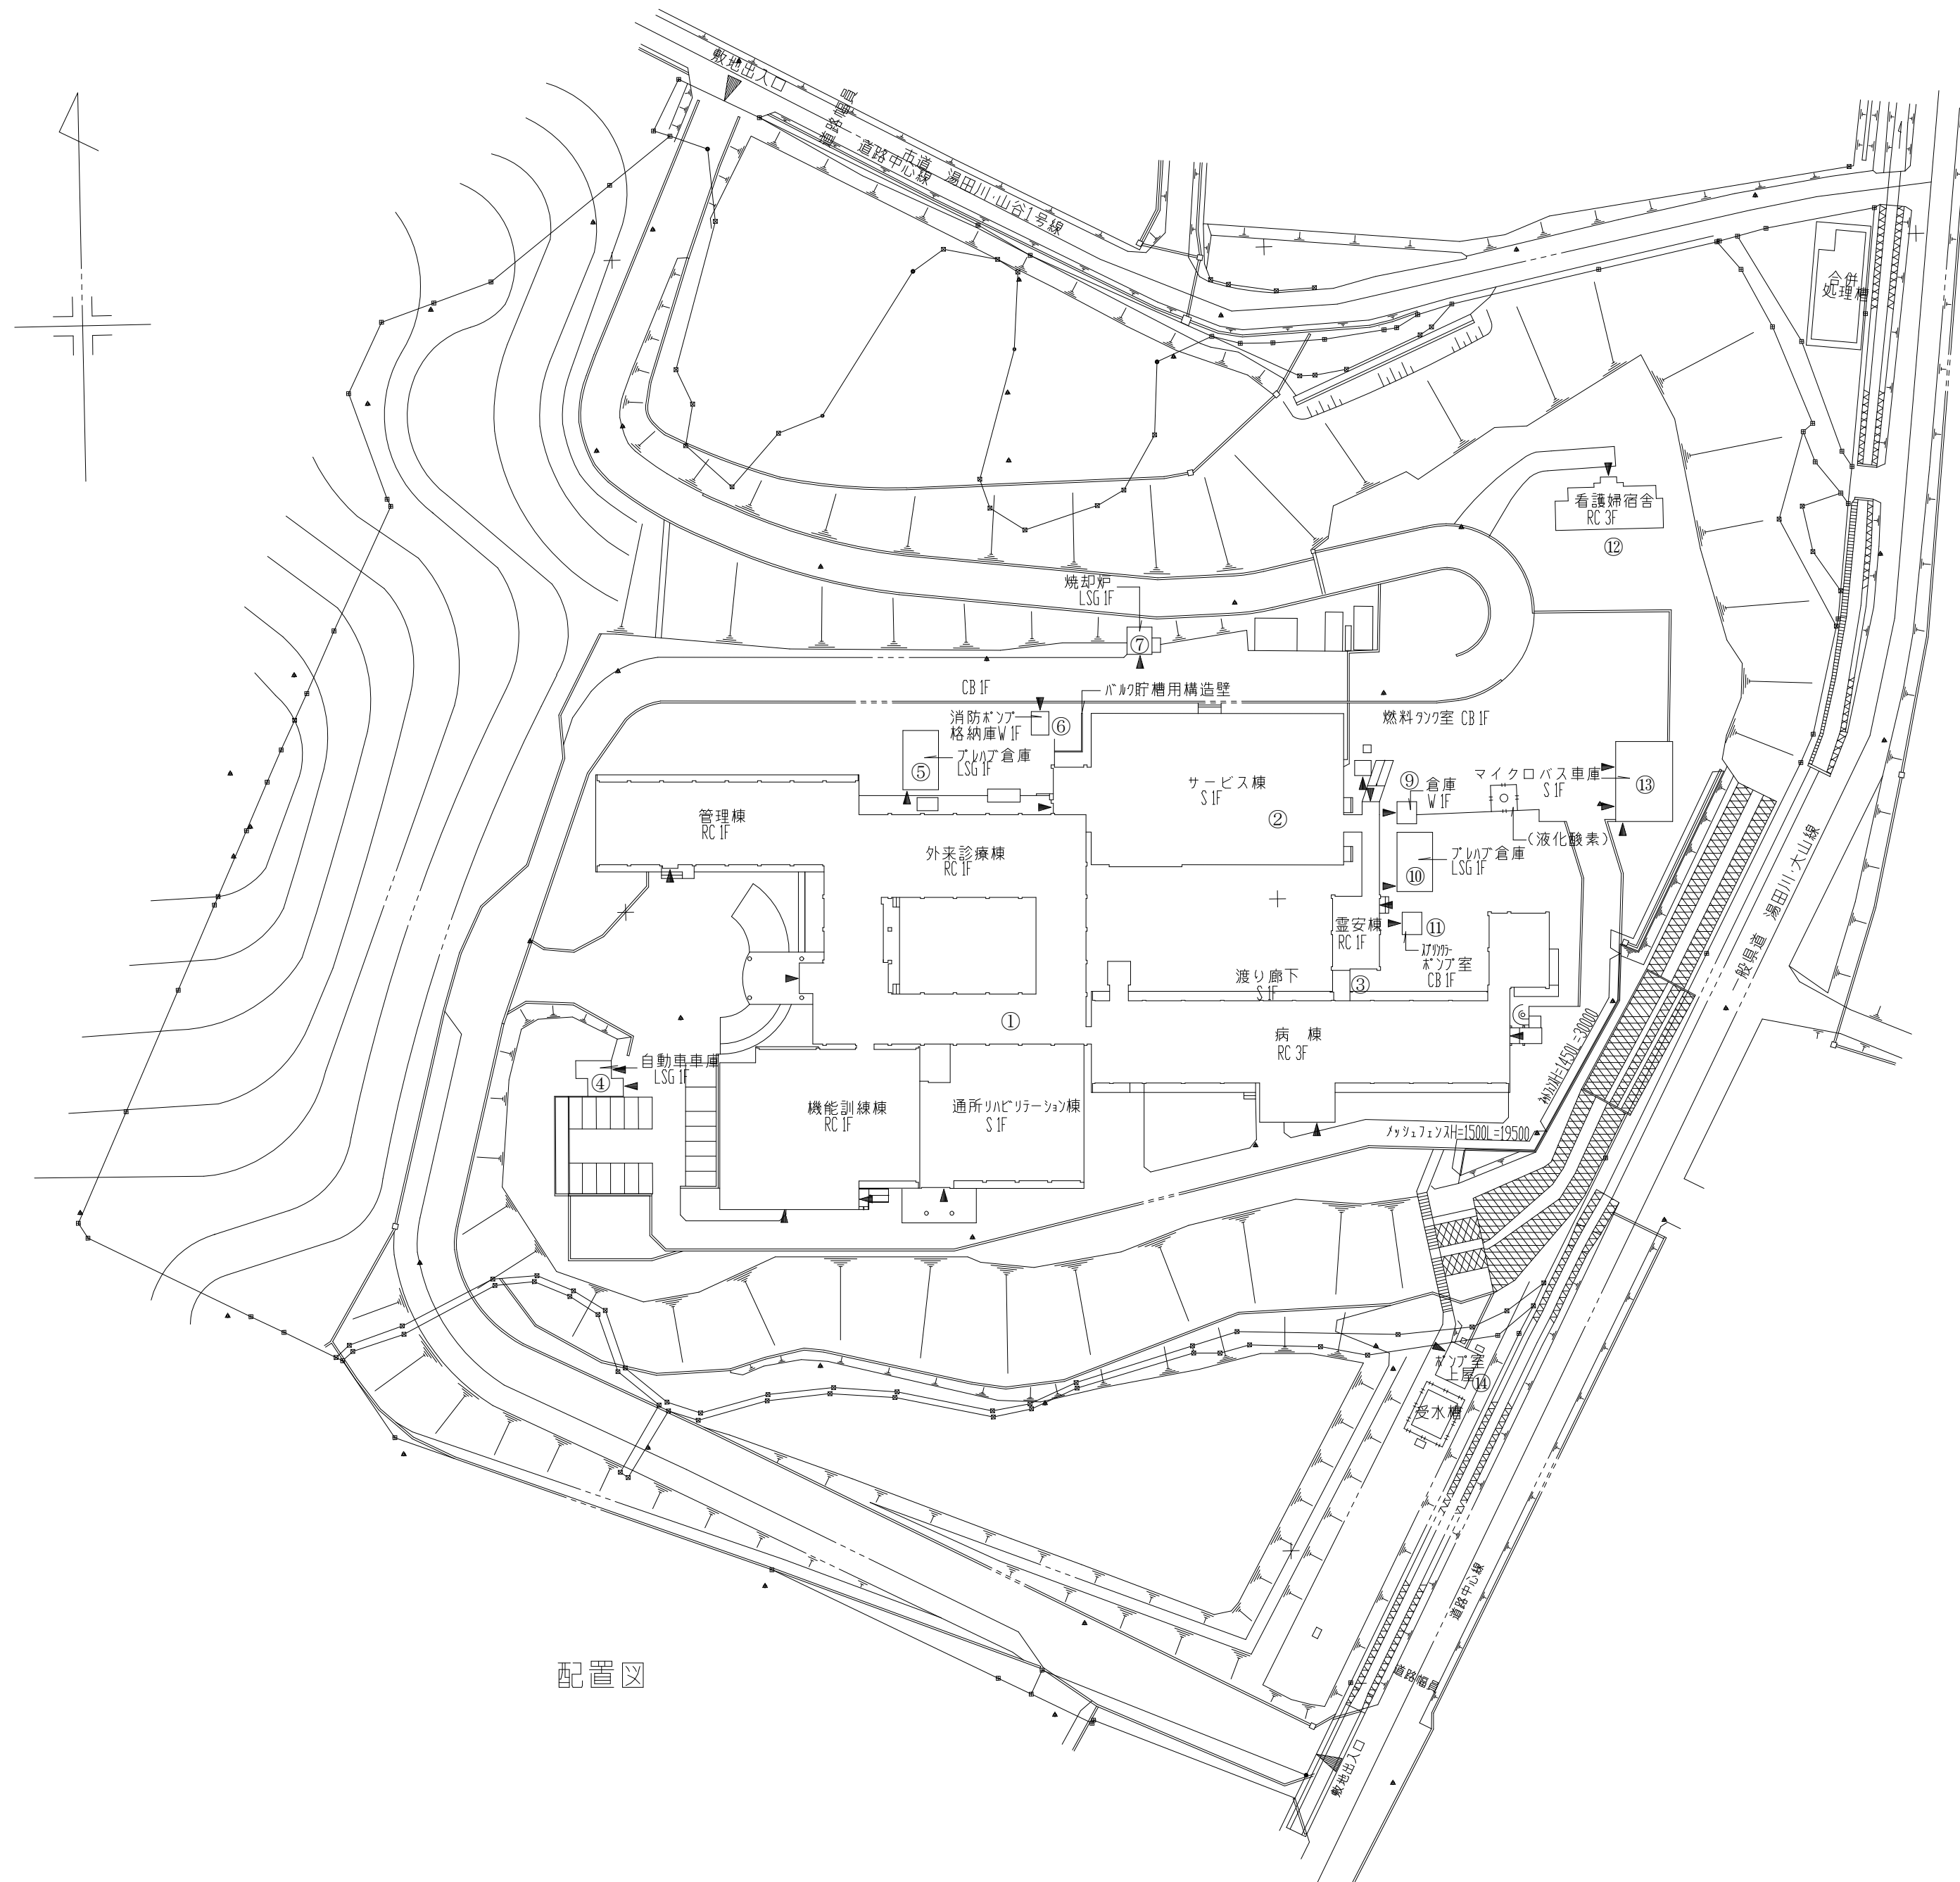 敷地出入口
道路幅員
市道 湯田川・山谷1号線
道路中心線
合併
処理槽
看護婦宿舎
RC 3F
⑫
焼却炉
LSG 1F
⑦
CB 1F
バルク貯槽用構造壁
消防ポンプ
格納庫W 1F
⑥
プレハブ倉庫
LSG 1F
⑤
燃料タンク室 CB 1F
サービス棟
S 1F
②
⑨
倉庫
W 1F
マイクロバス車庫
S 1F
⑬
(液化酸素)
管理棟
RC 1F
外来診療棟
RC 1F
プレハブ倉庫
LSG 1F
⑩
霊安棟
RC 1F
⑪
スプリンクラー
ポンプ室
CB 1F
渡り廊下
S 1F
③
①
病 棟
RC 3F
一般県道 湯田川・大山線
自動車車庫
LSG 1F
④
機能訓練棟
RC 1F
通所リハビリテーション棟
S 1F
メッシュフェンスH=1500L=19500
ポンプ室
上屋
⑭
受水槽
道路中心線
道路幅員
敷地出入口
配置図